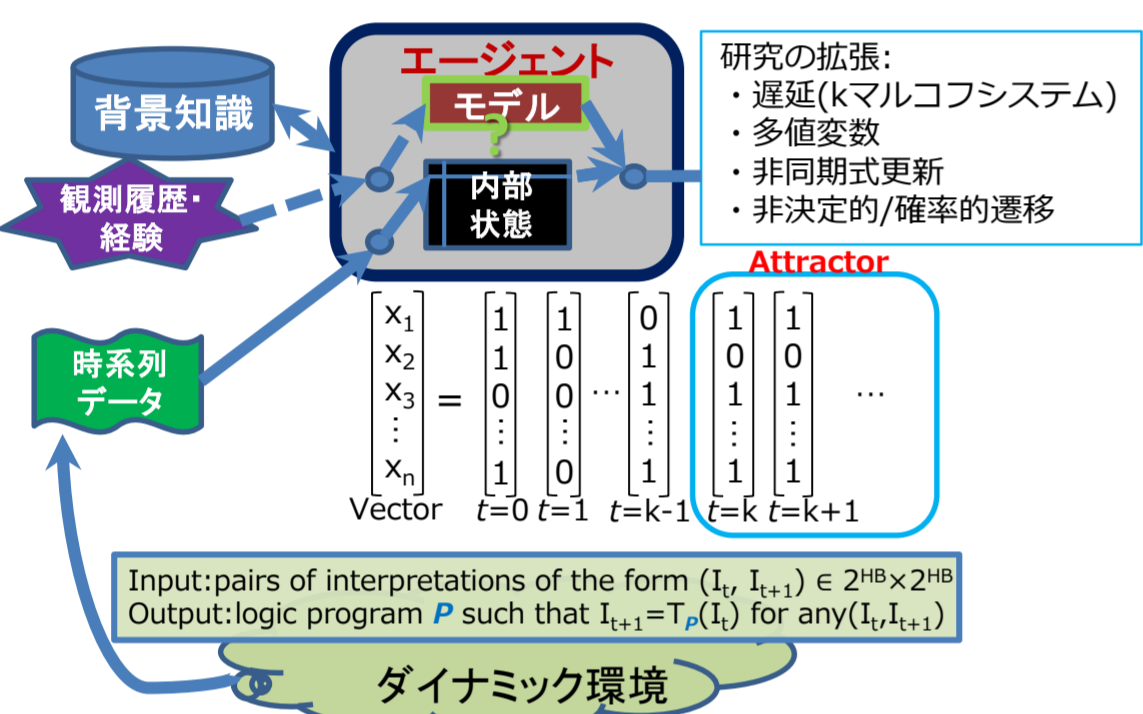 エージェント
モデル
?
内部
状態
背景知識
観測履歴・
経験
時系列
データ
研究の拡張:
・遅延(kマルコフシステム)
・多値変数
・非同期式更新
・非決定的/確率的遷移
Attractor
x₁ 1 1 0 1 1
x₂ 1 0 1 0 0
x₃ = 0 0 … 1 1 1 …
⋮ ⋮ ⋮ ⋮ ⋮ ⋮
xₙ 1 0 1 1 1
Vector t=0 t=1 t=k-1 t=k t=k+1
Input:pairs of interpretations of the form (Iₜ, Iₜ₊₁) ∈ 2ᴴᴮ×2ᴴᴮ
Output:logic program P such that Iₜ₊₁=T_P(Iₜ) for any(Iₜ,Iₜ₊₁)
ダイナミック環境